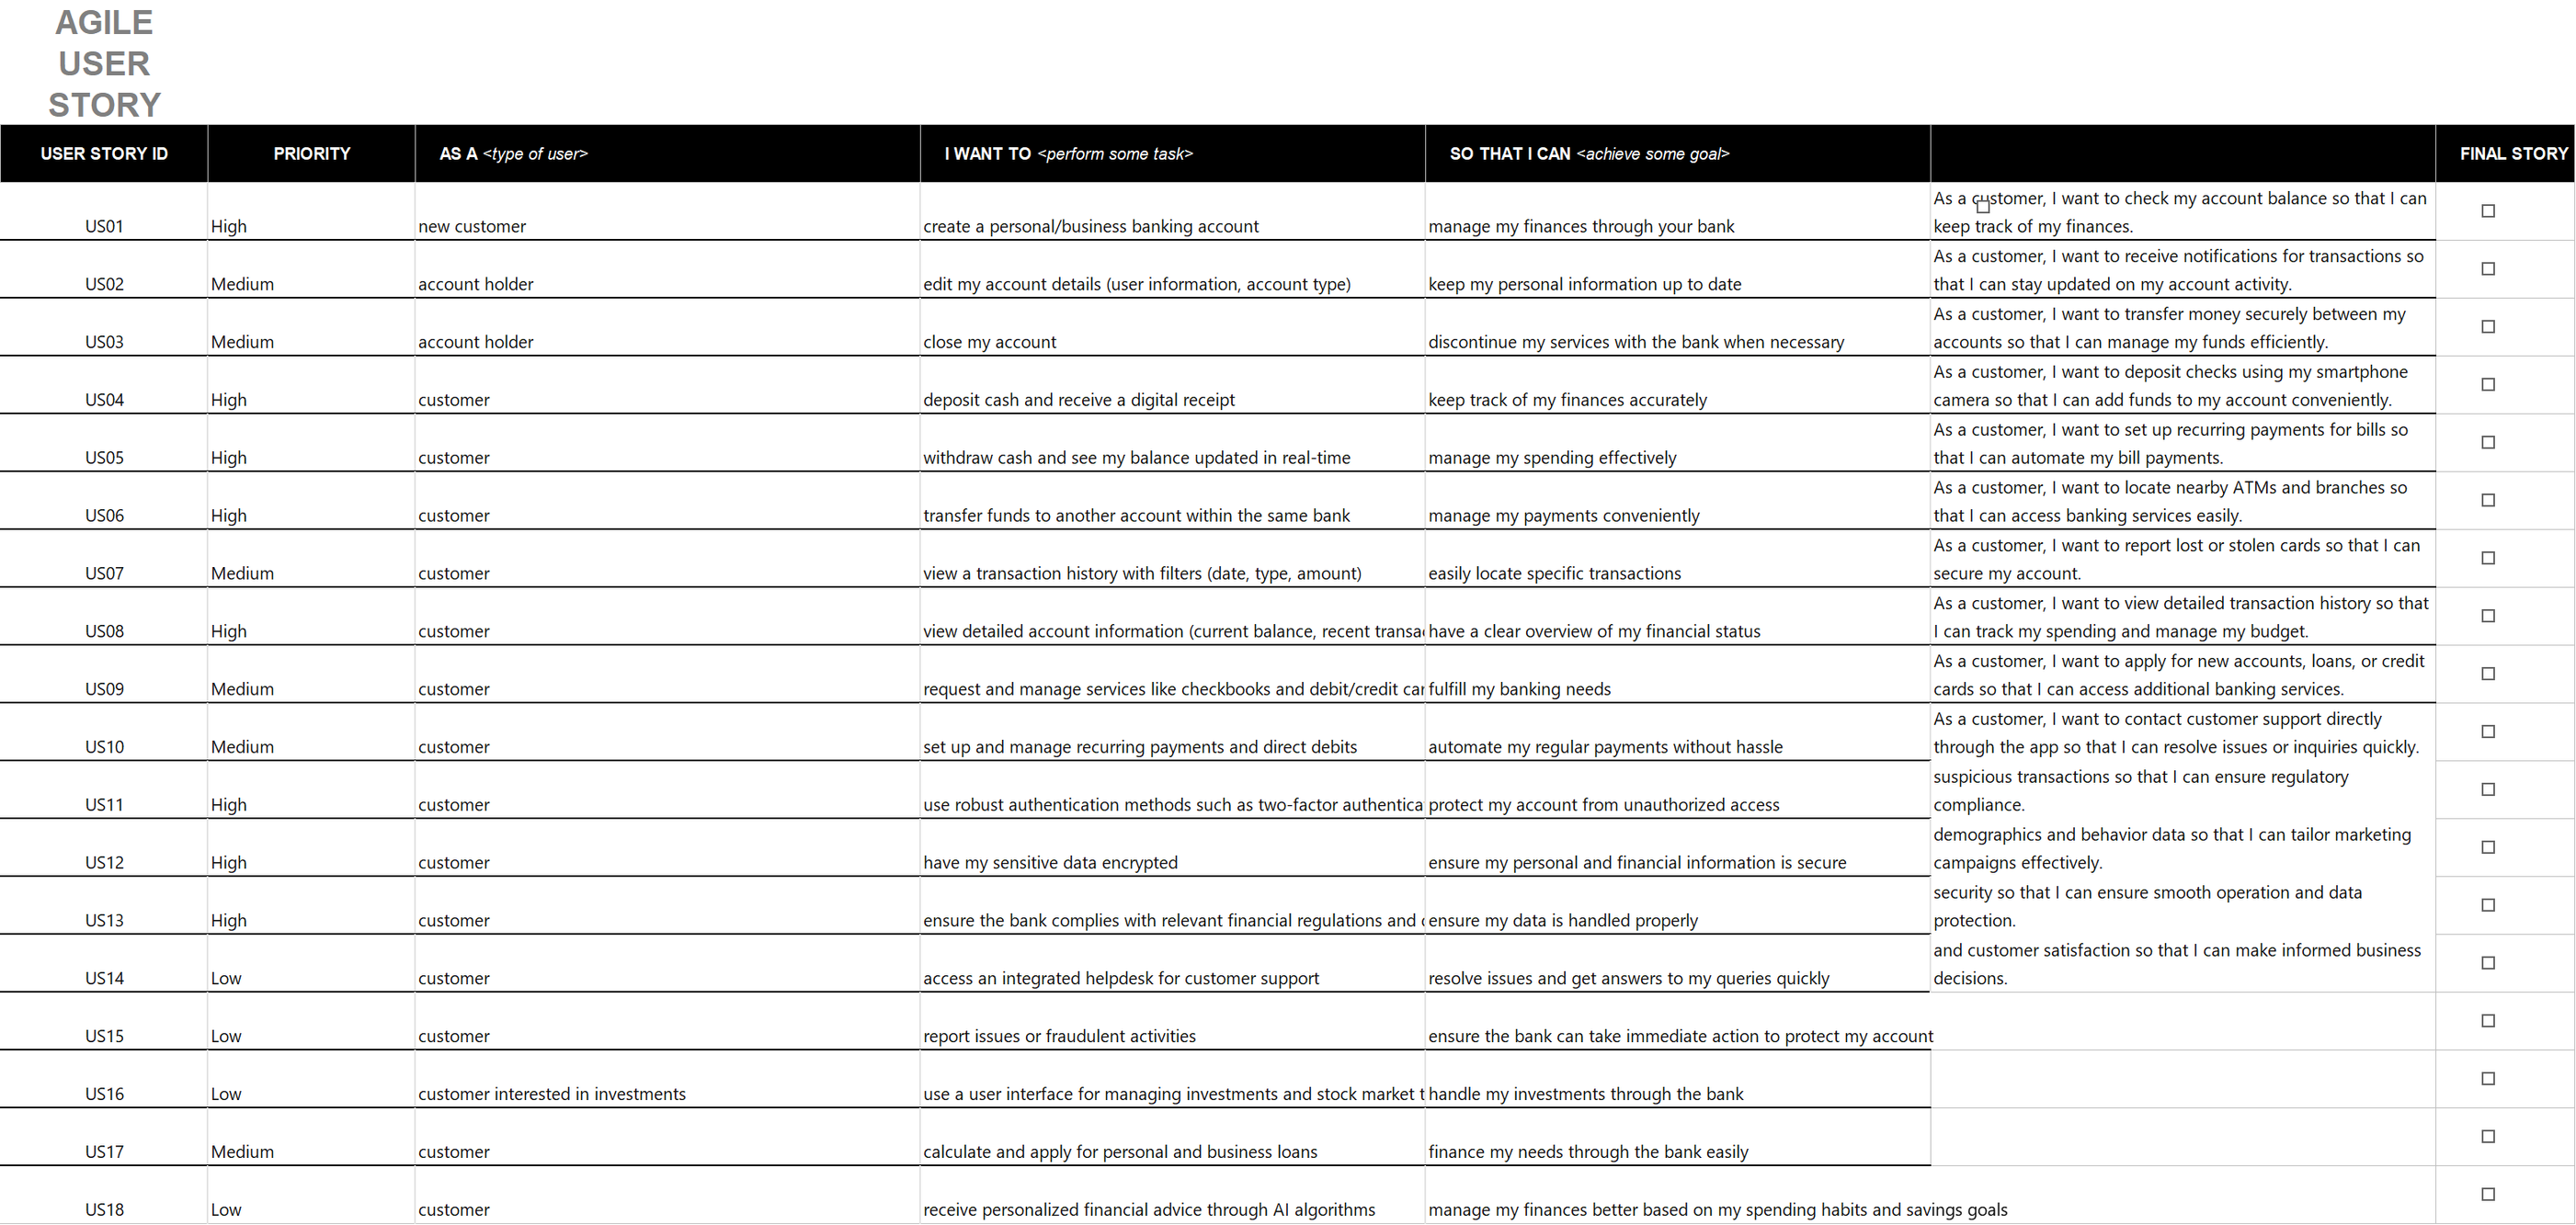 AGILE
USER
STORY
USER STORY ID PRIORITY AS A <type of user> I WANT TO <perform some task> SO THAT I CAN <achieve some goal> FINAL STORY
US01 High new customer create a personal/business banking account manage my finances through your bank As a customer, I want to check my account balance so that I can
keep track of my finances.
US02 Medium account holder edit my account details (user information, account type) keep my personal information up to date As a customer, I want to receive notifications for transactions so
that I can stay updated on my account activity.
US03 Medium account holder close my account discontinue my services with the bank when necessary As a customer, I want to transfer money securely between my
accounts so that I can manage my funds efficiently.
US04 High customer deposit cash and receive a digital receipt keep track of my finances accurately As a customer, I want to deposit checks using my smartphone
camera so that I can add funds to my account conveniently.
US05 High customer withdraw cash and see my balance updated in real-time manage my spending effectively As a customer, I want to set up recurring payments for bills so
that I can automate my bill payments.
US06 High customer transfer funds to another account within the same bank manage my payments conveniently As a customer, I want to locate nearby ATMs and branches so
that I can access banking services easily.
US07 Medium customer view a transaction history with filters (date, type, amount) easily locate specific transactions As a customer, I want to report lost or stolen cards so that I can
secure my account.
US08 High customer view detailed account information (current balance, recent transac have a clear overview of my financial status As a customer, I want to view detailed transaction history so that
I can track my spending and manage my budget.
US09 Medium customer request and manage services like checkbooks and debit/credit car fulfill my banking needs As a customer, I want to apply for new accounts, loans, or credit
cards so that I can access additional banking services.
US10 Medium customer set up and manage recurring payments and direct debits automate my regular payments without hassle As a customer, I want to contact customer support directly
through the app so that I can resolve issues or inquiries quickly.
US11 High customer use robust authentication methods such as two-factor authentica protect my account from unauthorized access suspicious transactions so that I can ensure regulatory
compliance.
US12 High customer have my sensitive data encrypted ensure my personal and financial information is secure demographics and behavior data so that I can tailor marketing
campaigns effectively.
US13 High customer ensure the bank complies with relevant financial regulations and ensure my data is handled properly security so that I can ensure smooth operation and data
protection.
US14 Low customer access an integrated helpdesk for customer support resolve issues and get answers to my queries quickly and customer satisfaction so that I can make informed business
decisions.
US15 Low customer report issues or fraudulent activities ensure the bank can take immediate action to protect my account
US16 Low customer interested in investments use a user interface for managing investments and stock market t handle my investments through the bank
US17 Medium customer calculate and apply for personal and business loans finance my needs through the bank easily
US18 Low customer receive personalized financial advice through AI algorithms manage my finances better based on my spending habits and savings goals